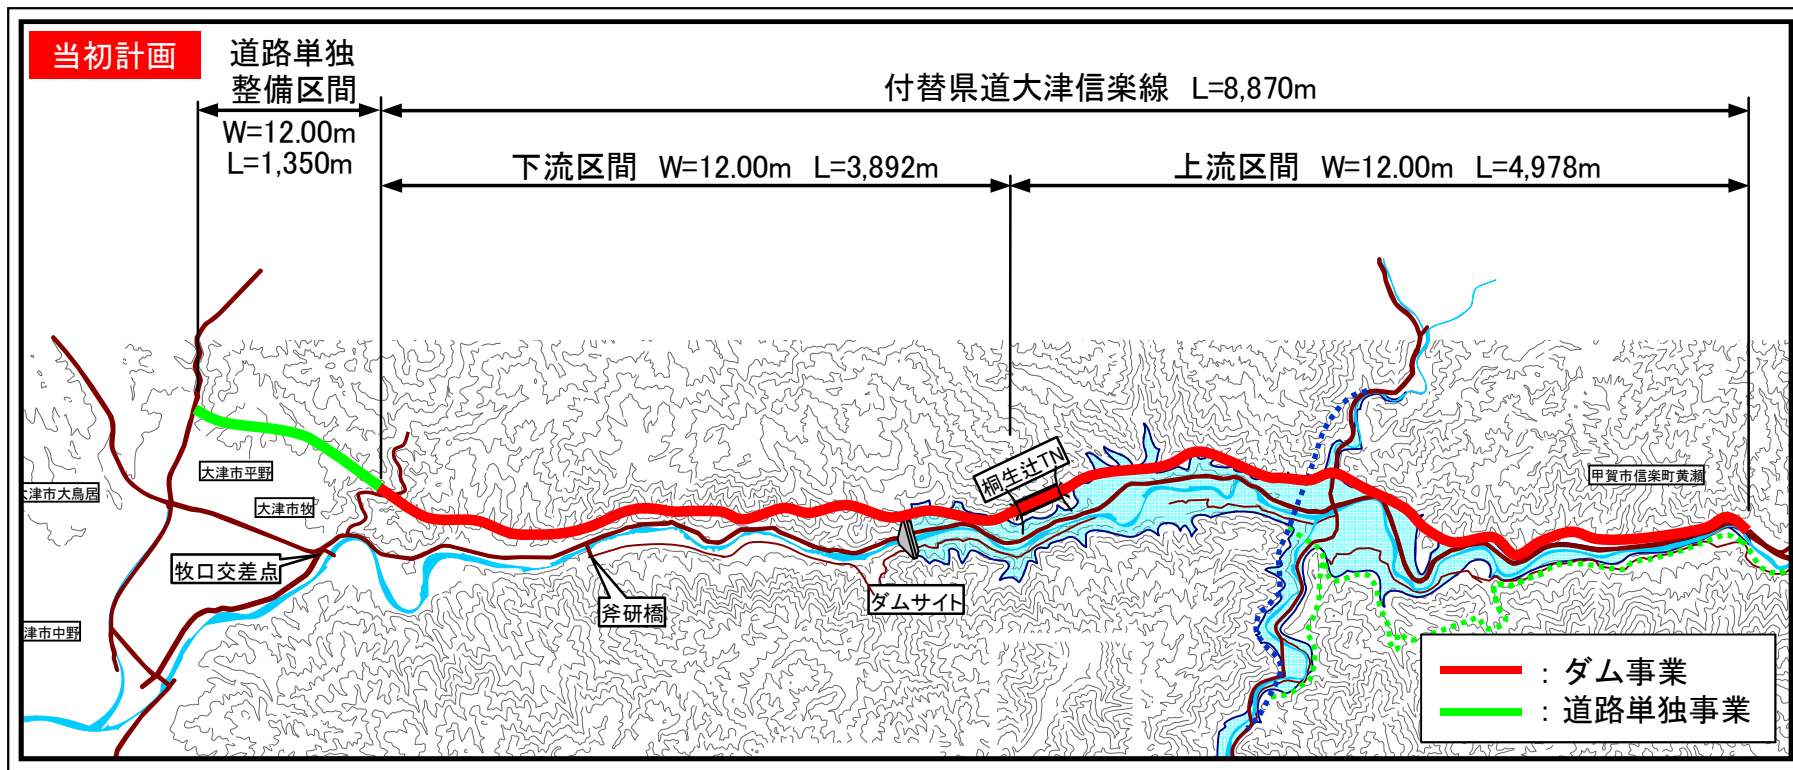 当初計画
道路単独
整備区間
W=12.00m
L=1,350m
付替県道大津信楽線 L=8,870m
下流区間 W=12.00m L=3,892m
上流区間 W=12.00m L=4,978m
桐生辻TN
大津市平野
大津市大鳥居
大津市牧
甲賀市信楽町黄瀬
牧口交差点
斧研橋
ダムサイト
津市中野
：ダム事業
：道路単独事業